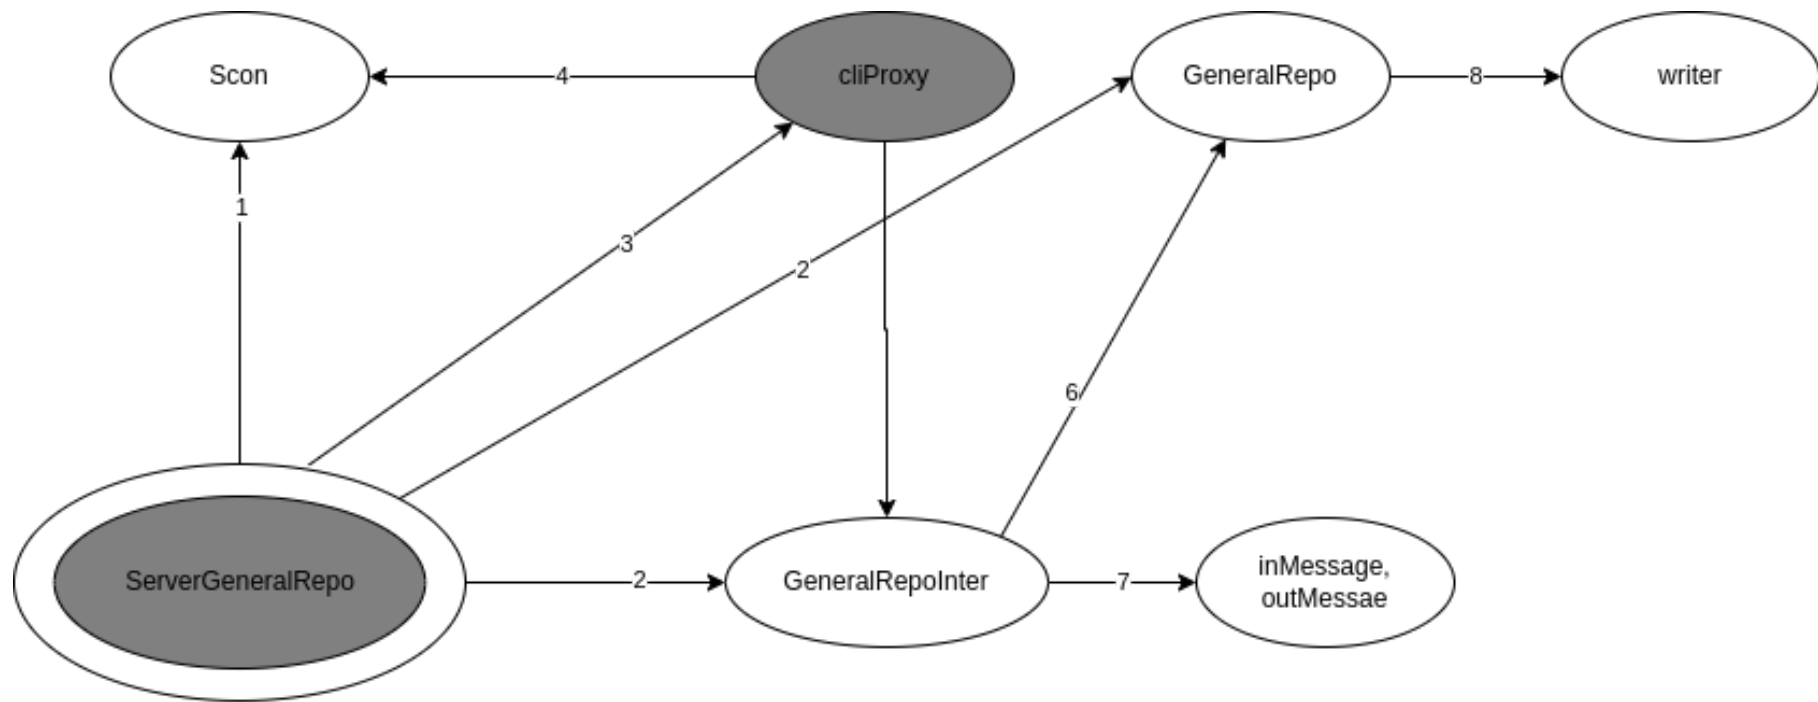 Scon
4
cliProxy
GeneralRepo
8
writer
1
3
2
6
ServerGeneralRepo
2
GeneralRepoInter
7
inMessage,
outMessae